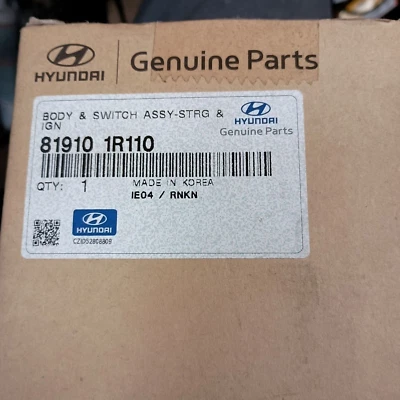 HYUNDAI
Genuine Parts
BODY & SWITCH ASSY-STRG &
IGN
HYUNDAI
Genuine Parts
81910 1R110
QTY: 1
MADE IN KOREA
IE04 / RNKN
HYUNDAI
CZI052808809